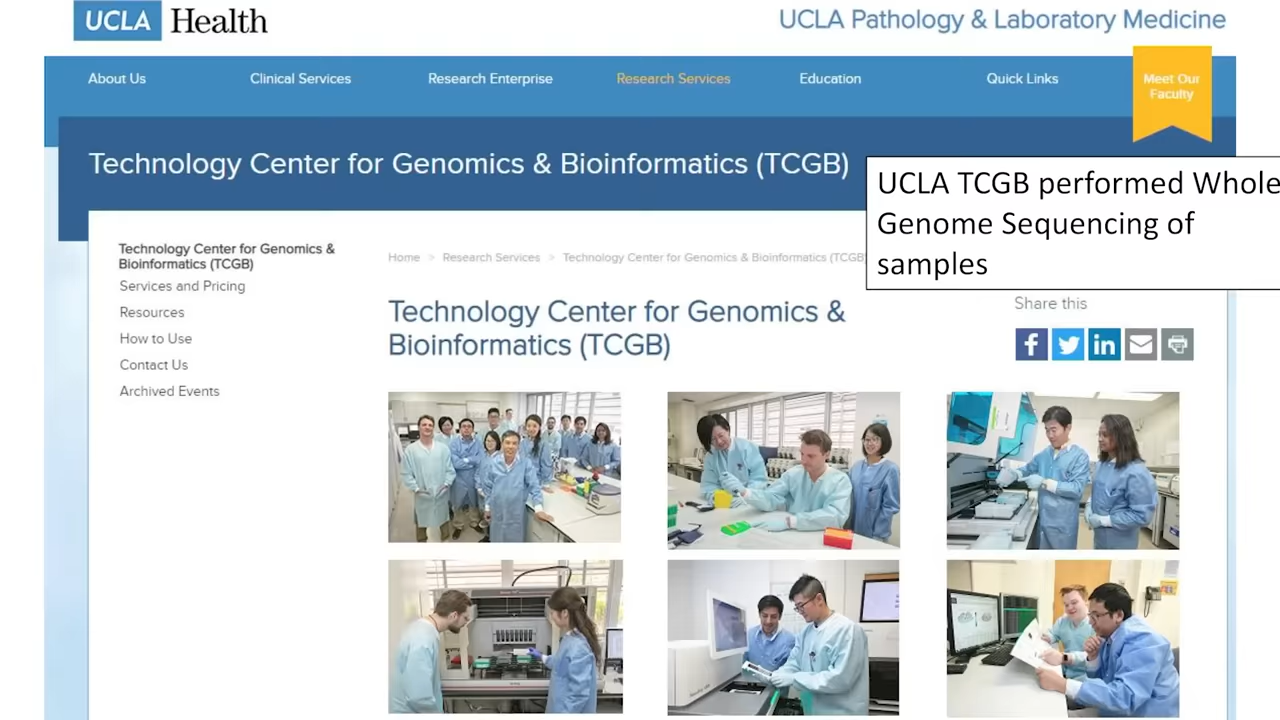 UCLA Health
UCLA Pathology & Laboratory Medicine
About Us
Clinical Services
Research Enterprise
Research Services
Education
Quick Links
Meet Our
Faculty
Technology Center for Genomics & Bioinformatics (TCGB)
UCLA TCGB performed Whole
Genome Sequencing of
samples
Technology Center for Genomics &
Bioinformatics (TCGB)
Services and Pricing
Resources
How to Use
Contact Us
Archived Events
Home > Research Services > Technology Center for Genomics & Bioinformatics (TCGB
Technology Center for Genomics &
Bioinformatics (TCGB)
Share this